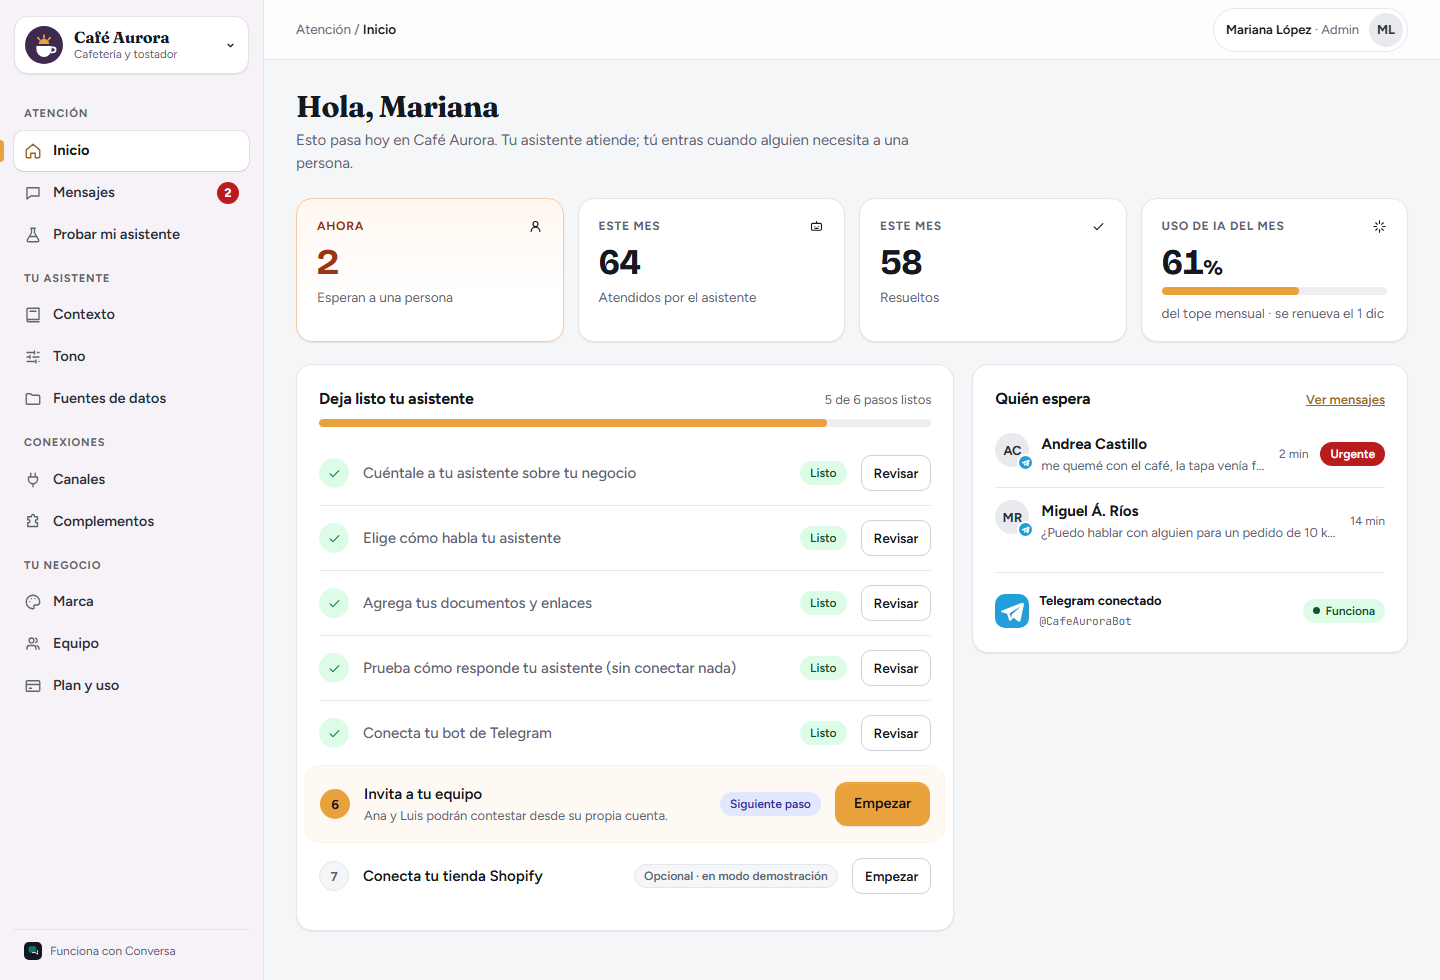 Café Aurora
Cafetería y tostador
ATENCIÓN
Inicio
Mensajes
2
Probar mi asistente
TU ASISTENTE
Contexto
Tono
Fuentes de datos
CONEXIONES
Canales
Complementos
TU NEGOCIO
Marca
Equipo
Plan y uso
Funciona con Conversa
Atención / Inicio
Mariana López · Admin
ML
Hola, Mariana
Esto pasa hoy en Café Aurora. Tu asistente atiende; tú entras cuando alguien necesita a una
persona.
AHORA
2
Esperan a una persona
ESTE MES
64
Atendidos por el asistente
ESTE MES
58
Resueltos
USO DE IA DEL MES
61%
del tope mensual · se renueva el 1 dic
Deja listo tu asistente
5 de 6 pasos listos
Cuéntale a tu asistente sobre tu negocio
Listo
Revisar
Elige cómo habla tu asistente
Listo
Revisar
Agrega tus documentos y enlaces
Listo
Revisar
Prueba cómo responde tu asistente (sin conectar nada)
Listo
Revisar
Conecta tu bot de Telegram
Listo
Revisar
6
Invita a tu equipo
Ana y Luis podrán contestar desde su propia cuenta.
Siguiente paso
Empezar
7
Conecta tu tienda Shopify
Opcional · en modo demostración
Empezar
Quién espera
Ver mensajes
AC
Andrea Castillo
me quemé con el café, la tapa venía f...
2 min
Urgente
MR
Miguel Á. Ríos
¿Puedo hablar con alguien para un pedido de 10 k...
14 min
Telegram conectado
@CafeAuroraBot
Funciona